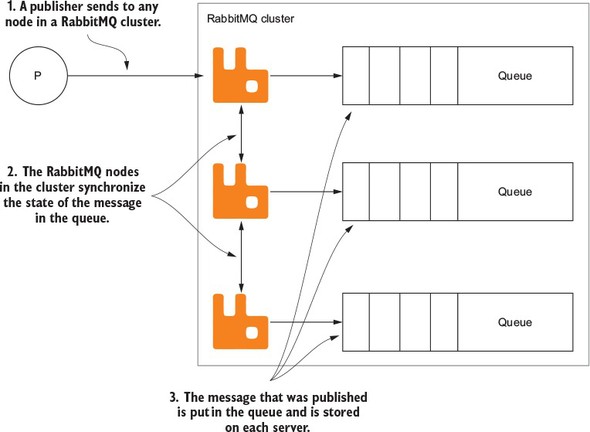 1. A publisher sends to any
node in a RabbitMQ cluster.
RabbitMQ cluster
P
Queue
2. The RabbitMQ nodes
in the cluster synchronize
the state of the message
in the queue.
Queue
Queue
3. The message that was published
is put in the queue and is stored
on each server.